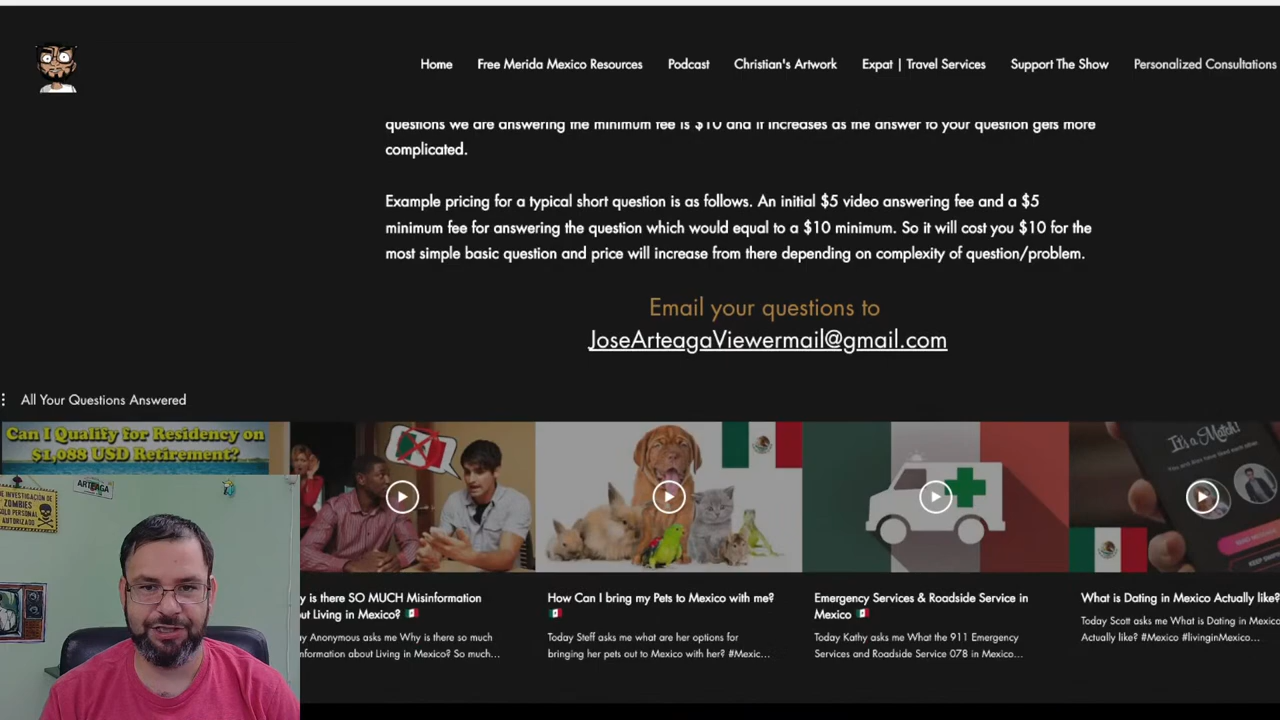 Home
Free Merida Mexico Resources
Podcast
Christian's Artwork
Expat | Travel Services
Support The Show
Personalized Consultations
questions we are answering the minimum fee is $10 and it increases as the answer to your question gets more
complicated.
Example pricing for a typical short question is as follows. An initial $5 video answering fee and a $5
minimum fee for answering the question which would equal to a $10 minimum. So it will cost you $10 for the
most simple basic question and price will increase from there depending on complexity of question/problem.
Email your questions to
JoseArteagaViewermail@gmail.com
All Your Questions Answered
Can I Qualify for Residency on
$1,088 USD Retirement?
ARTEAGA
DE INVESTIGACION DE
ZOMBIES
SOLO PERSONAL
AUTORIZADO
It's a Match!
y is there SO MUCH Misinformation
out Living in Mexico? 🇲🇽
ay Anonymous asks me Why is there so much
information about Living in Mexico? So much...
How Can I bring my Pets to Mexico with me?
🇲🇽
Today Steff asks me what are her options for
bringing her pets out to Mexico with her? #Mexic...
Emergency Services & Roadside Service in
Mexico 🇲🇽
Today Kathy asks me What the 911 Emergency
Services and Roadside Service 078 in Mexico...
What is Dating in Mexico Actually like?
Today Scott asks me What is Dating in Mexico
Actually like? #Mexico #livinginMexico...